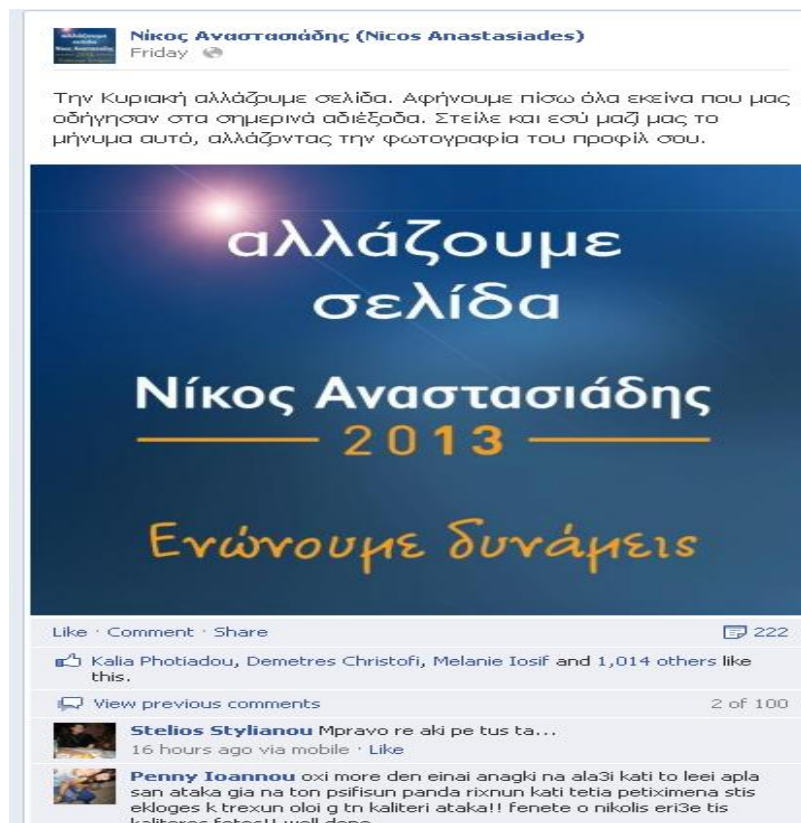 Νίκος Αναστασιάδης (Nicos Anastasiades)
Friday
Την Κυριακή αλλάζουμε σελίδα. Αφήνουμε πίσω όλα εκείνα που μας
οδήγησαν στα σημερινά αδιέξοδα. Στείλε και εσύ μαζί μας το
μήνυμα αυτό, αλλάζοντας την φωτογραφία του προφίλ σου.
αλλάζουμε
σελίδα
Νίκος Αναστασιάδης
2013
Ενώνουμε δυνάμεις
Like · Comment · Share 222
Kalia Photiadou, Demetres Christofi, Melanie Iosif and 1,014 others like
this.
View previous comments 2 of 100
Stelios Stylianou Mpravo re aki pe tus ta...
16 hours ago via mobile · Like
Penny Ioannou oxi more den einai anagki na ala3i kati to leei apla
san ataka gia na ton psifisun panda rixnun kati tetia petiximena stis
ekloges k trexun oloi g tn kaliteri ataka!! fenete o nikolis eri3e tis